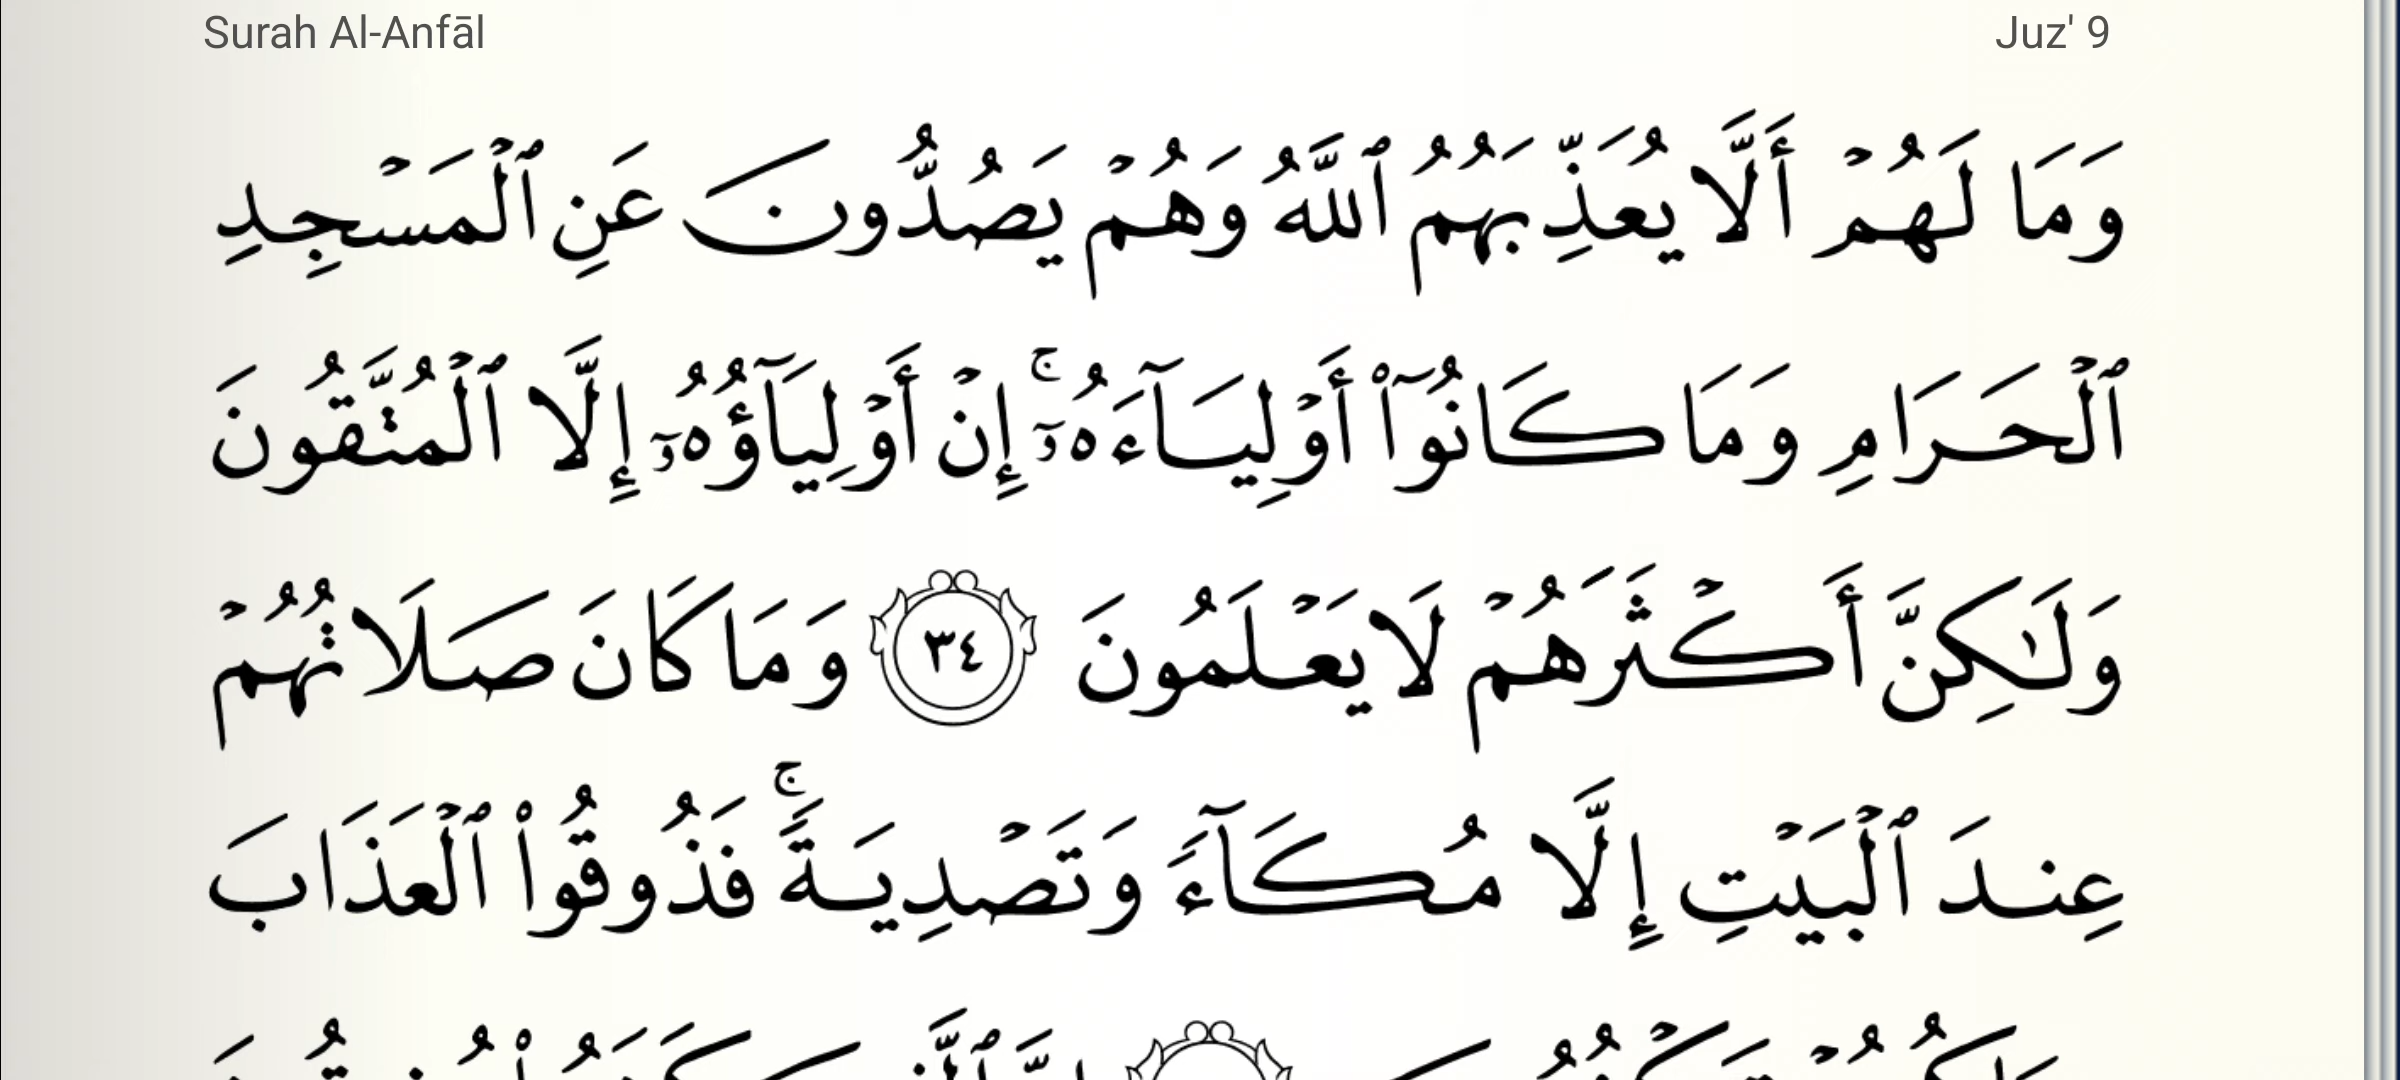 Surah Al-Anfāl Juz' 9
وَمَا لَهُمْ أَلَّا يُعَذِّبَهُمُ ٱللَّهُ وَهُمْ يَصُدُّونَ عَنِ ٱلْمَسْجِدِ
ٱلْحَرَامِ وَمَا كَانُوٓا۟ أَوْلِيَآءَهُۥٓ ۚ إِنْ أَوْلِيَآؤُهُۥٓ إِلَّا ٱلْمُتَّقُونَ
وَلَـٰكِنَّ أَكْثَرَهُمْ لَا يَعْلَمُونَ ٣٤ وَمَا كَانَ صَلَاتُهُمْ
عِندَ ٱلْبَيْتِ إِلَّا مُكَآءً وَتَصْدِيَةً ۚ فَذُوقُوا۟ ٱلْعَذَابَ